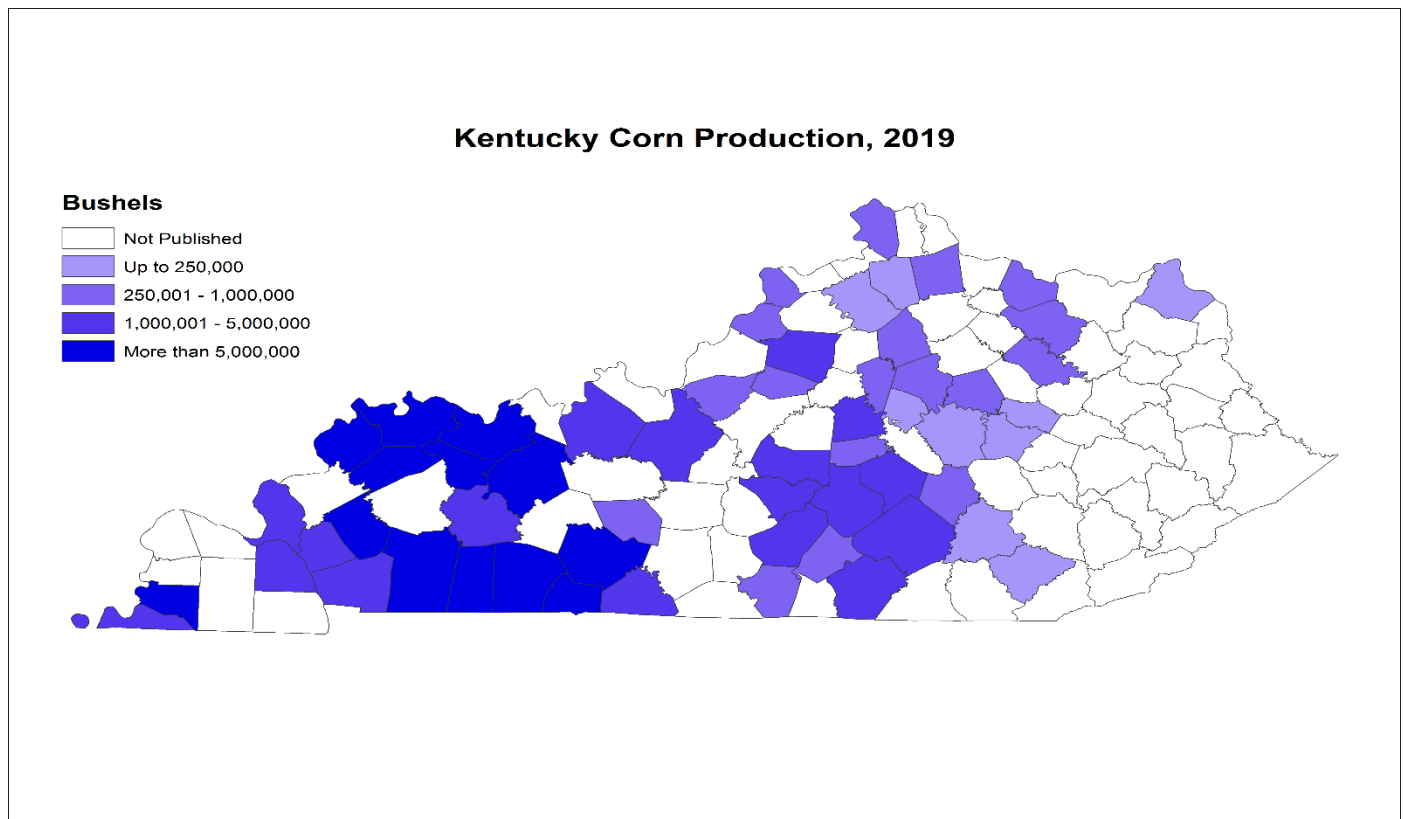 Kentucky Corn Production, 2019
Bushels
Not Published
Up to 250,000
250,001 - 1,000,000
1,000,001 - 5,000,000
More than 5,000,000